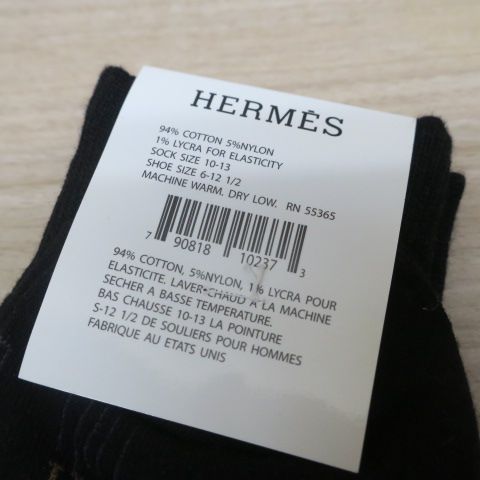 HERMÈS
94% COTTON 5%NYLON
1% LYCRA FOR ELASTICITY
SOCK SIZE 10-13
SHOE SIZE 6-12 1/2
MACHINE WARM. DRY LOW. RN 55365
7 90818 10237 3
94% COTTON, 5%NYLON, 1% LYCRA POUR
ELASTICITE. LAVER-CHAUD A LA MACHINE
SECHER A BASSE TEMPERATURE.
BAS CHAUSSE 10-13 LA POINTURE
S-12 1/2 DE SOULIERS POUR HOMMES
FABRIQUE AU ETATS UNIS